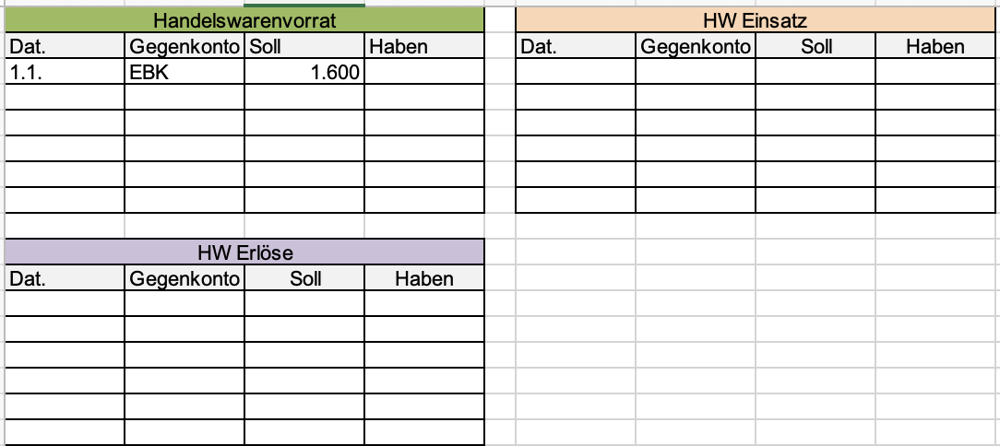 Handelswarenvorrat
Dat. Gegenkonto Soll Haben
1.1. EBK 1.600
HW Einsatz
Dat. Gegenkonto Soll Haben
HW Erlöse
Dat. Gegenkonto Soll Haben